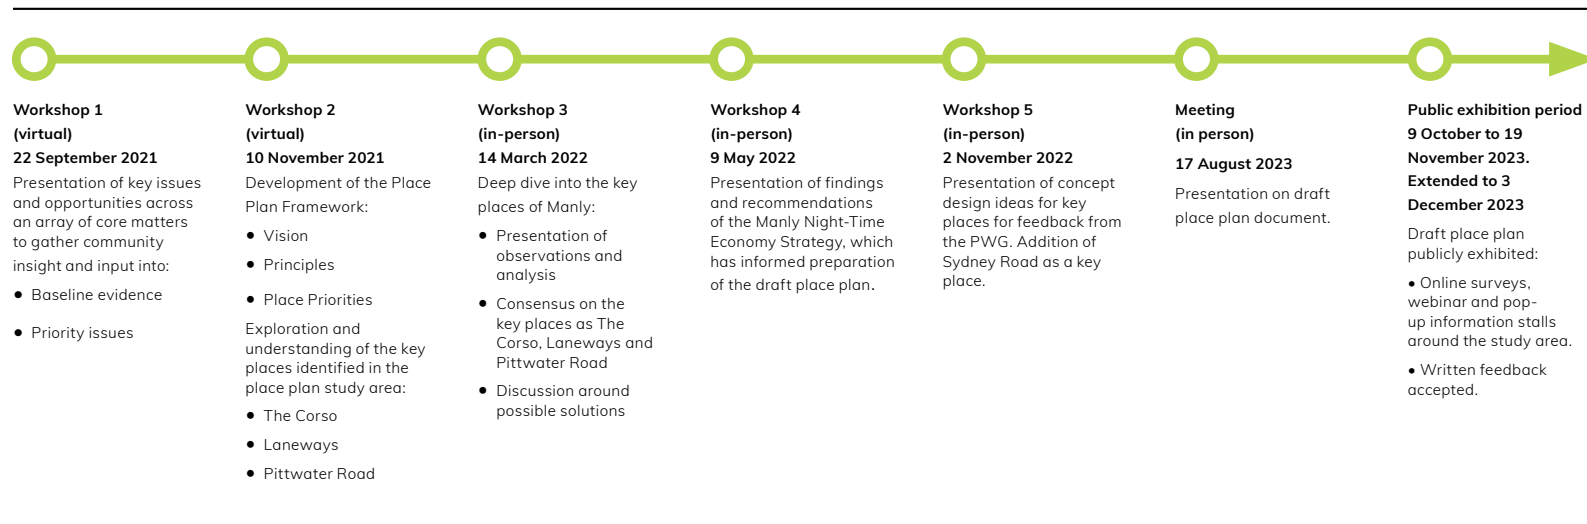 Workshop 1
(virtual)
22 September 2021
Presentation of key issues
and opportunities across
an array of core matters
to gather community
insight and input into:
• Baseline evidence
• Priority issues
Workshop 2
(virtual)
10 November 2021
Development of the Place
Plan Framework:
• Vision
• Principles
• Place Priorities
Exploration and
understanding of the key
places identified in the
place plan study area:
• The Corso
• Laneways
• Pittwater Road
Workshop 3
(in-person)
14 March 2022
Deep dive into the key
places of Manly:
• Presentation of
observations and
analysis
• Consensus on the
key places as The
Corso, Laneways and
Pittwater Road
• Discussion around
possible solutions
Workshop 4
(in-person)
9 May 2022
Presentation of findings
and recommendations
of the Manly Night-Time
Economy Strategy, which
has informed preparation
of the draft place plan.
Workshop 5
(in-person)
2 November 2022
Presentation of concept
design ideas for key
places for feedback from
the PWG. Addition of
Sydney Road as a key
place.
Meeting
(in person)
17 August 2023
Presentation on draft
place plan document.
Public exhibition period
9 October to 19
November 2023.
Extended to 3
December 2023
Draft place plan
publicly exhibited:
• Online surveys,
webinar and pop-
up information stalls
around the study area.
• Written feedback
accepted.